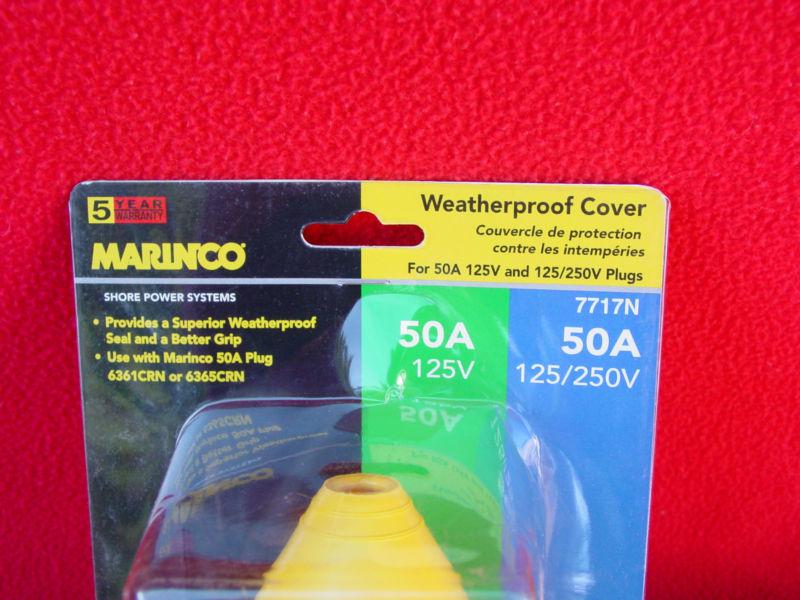 5 YEAR
WARRANTY
MARINCO
SHORE POWER SYSTEMS
• Provides a Superior Weatherproof
Seal and a Better Grip
• Use with Marinco 50A Plug
6361CRN or 6365CRN
Weatherproof Cover
Couvercle de protection
contre les intempéries
For 50A 125V and 125/250V Plugs
7717N
50A
125V
50A
125/250V